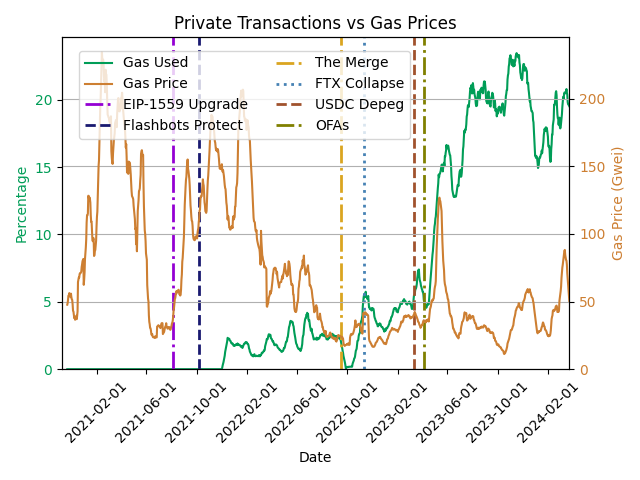 Private Transactions vs Gas Prices
Gas Used
Gas Price
EIP-1559 Upgrade
Flashbots Protect
The Merge
FTX Collapse
USDC Depeg
OFAs
Percentage
20
15
10
5
0
Gas Price (Gwei)
200
150
100
50
0
2021-02-01
2021-06-01
2021-10-01
2022-02-01
2022-06-01
2022-10-01
2023-02-01
2023-06-01
2023-10-01
2024-02-01
Date